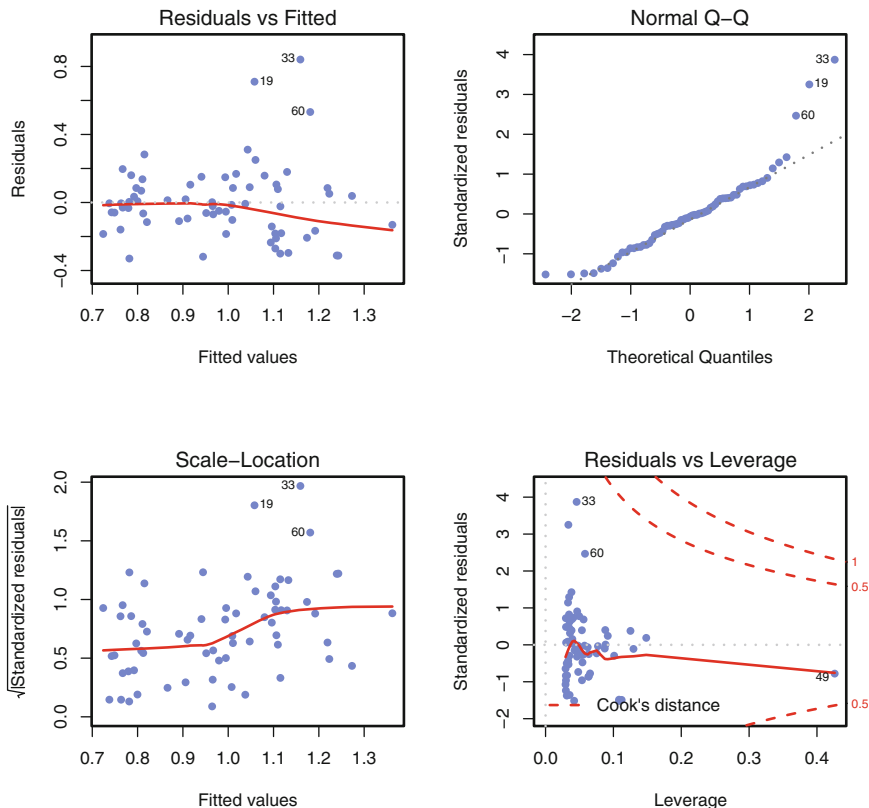 Residuals vs Fitted
Residuals
0.8
0.4
0.0
−0.4
33
19
60
0.7 0.8 0.9 1.0 1.1 1.2 1.3
Fitted values
Normal Q−Q
Standardized residuals
4
3
2
1
0
−1
33
19
60
−2 −1 0 1 2
Theoretical Quantiles
Scale−Location
√|Standardized residuals|
2.0
1.5
1.0
0.5
0.0
33
19
60
0.7 0.8 0.9 1.0 1.1 1.2 1.3
Fitted values
Residuals vs Leverage
Standardized residuals
4
3
2
1
0
−1
−2
33
60
49
1
0.5
0.5
Cook's distance
0.0 0.1 0.2 0.3 0.4
Leverage